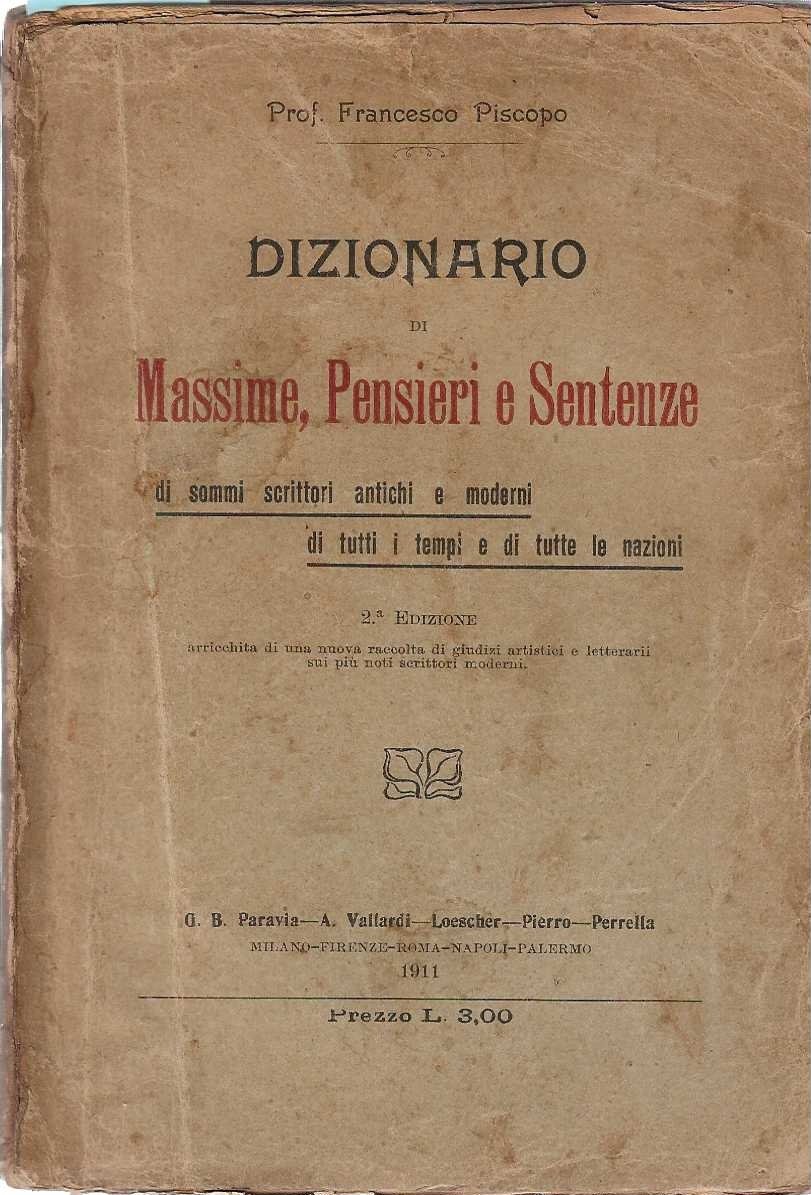 Prof. Francesco Piscopo
DIZIONARIO
DI
Massime, Pensieri e Sentenze
di sommi scrittori antichi e moderni
di tutti i tempi e di tutte le nazioni
2.ª EDIZIONE
arricchita di una nuova raccolta di giudizi artistici e letterarii
sui più noti scrittori moderni.
G. B. Paravia—A. Vallardi—Loescher—Pierro—Perrella
MILANO–FIRENZE–ROMA–NAPOLI–PALERMO
1911
Prezzo L. 3,00